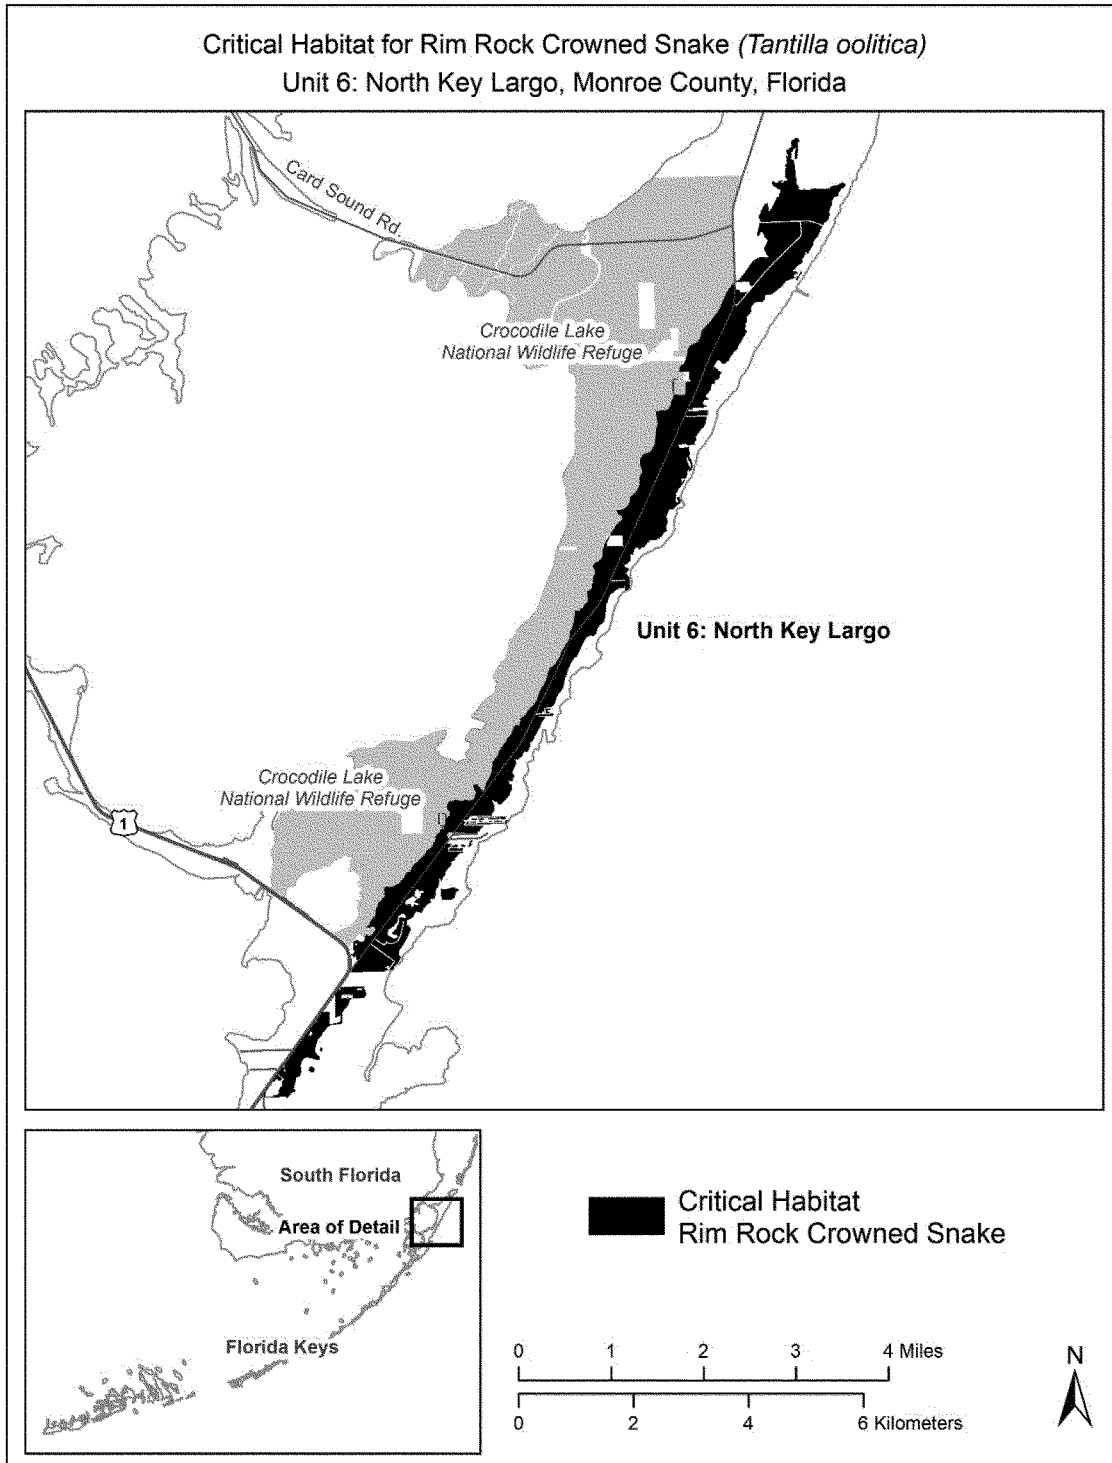 Critical Habitat for Rim Rock Crowned Snake (Tantilla oolitica)
Unit 6: North Key Largo, Monroe County, Florida
Card Sound Rd.
Crocodile Lake
National Wildlife Refuge
Unit 6: North Key Largo
Crocodile Lake
National Wildlife Refuge
1
South Florida
Area of Detail
Florida Keys
Critical Habitat
Rim Rock Crowned Snake
0 1 2 3 4 Miles
0 2 4 6 Kilometers
N